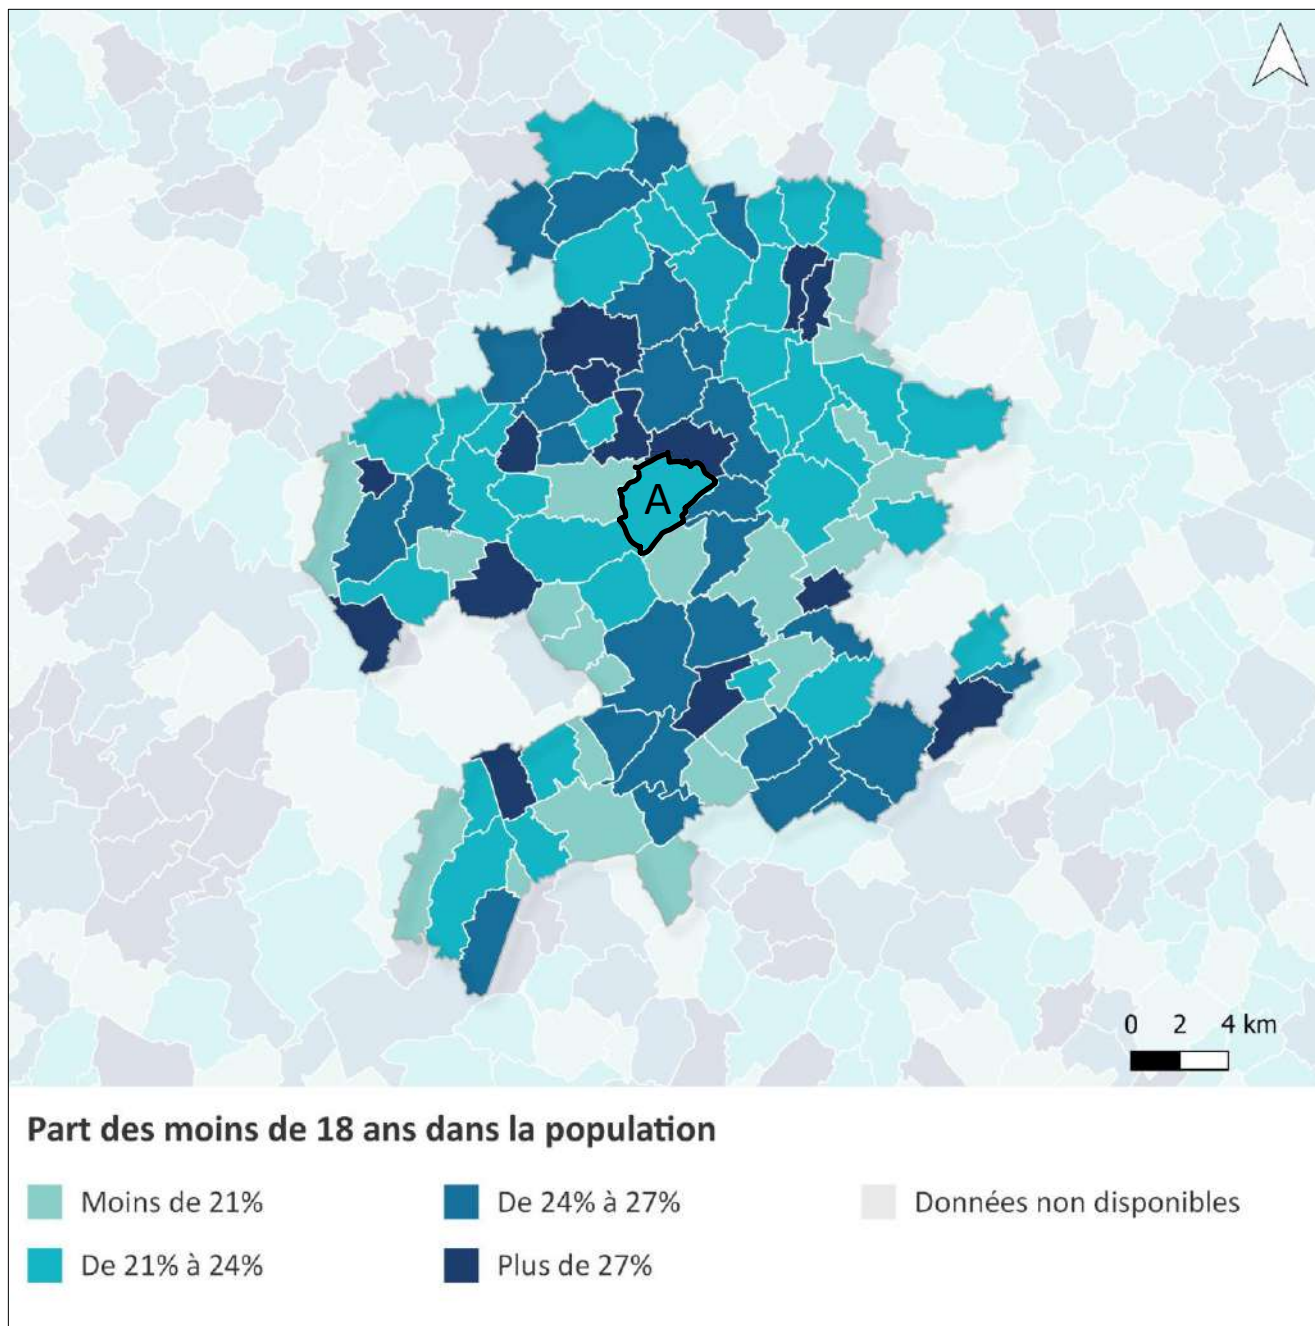 A
0 2 4 km
Part des moins de 18 ans dans la population
Moins de 21%
De 24% à 27%
Données non disponibles
De 21% à 24%
Plus de 27%